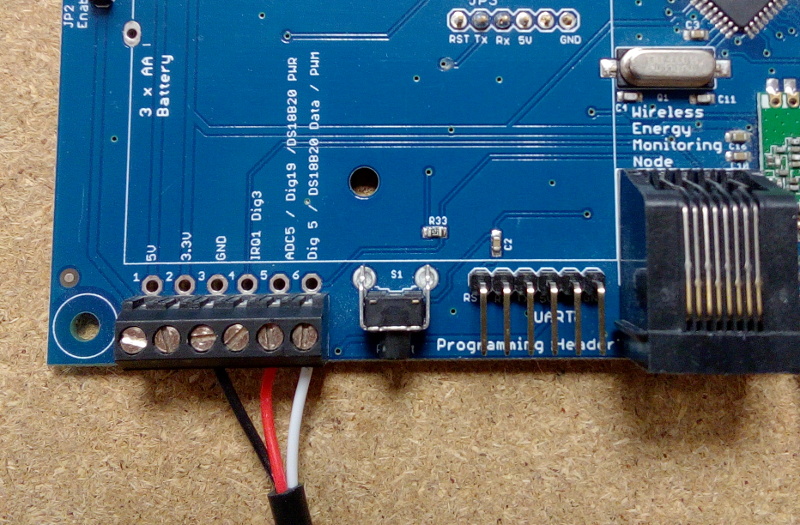 JP2
JP3
RST Tx Rx 5V GND
C3
3 x AA
Battery
C4 Q1 C11
Wireless
Energy
Monitoring
Node
C16
5V
3.3V
GND
IRQ1 Dig3
ADC5 / Dig19 /DS18B20 PWR
Dig 5 / DS18B20 Data / PWM
1 2 3 4 5 6
S1
R33
C2
UART
Programming Header